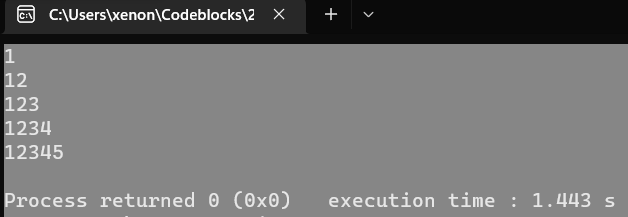 C:\Users\xenon\Codeblocks\2
1
12
123
1234
12345
Process returned 0 (0x0)   execution time : 1.443 s